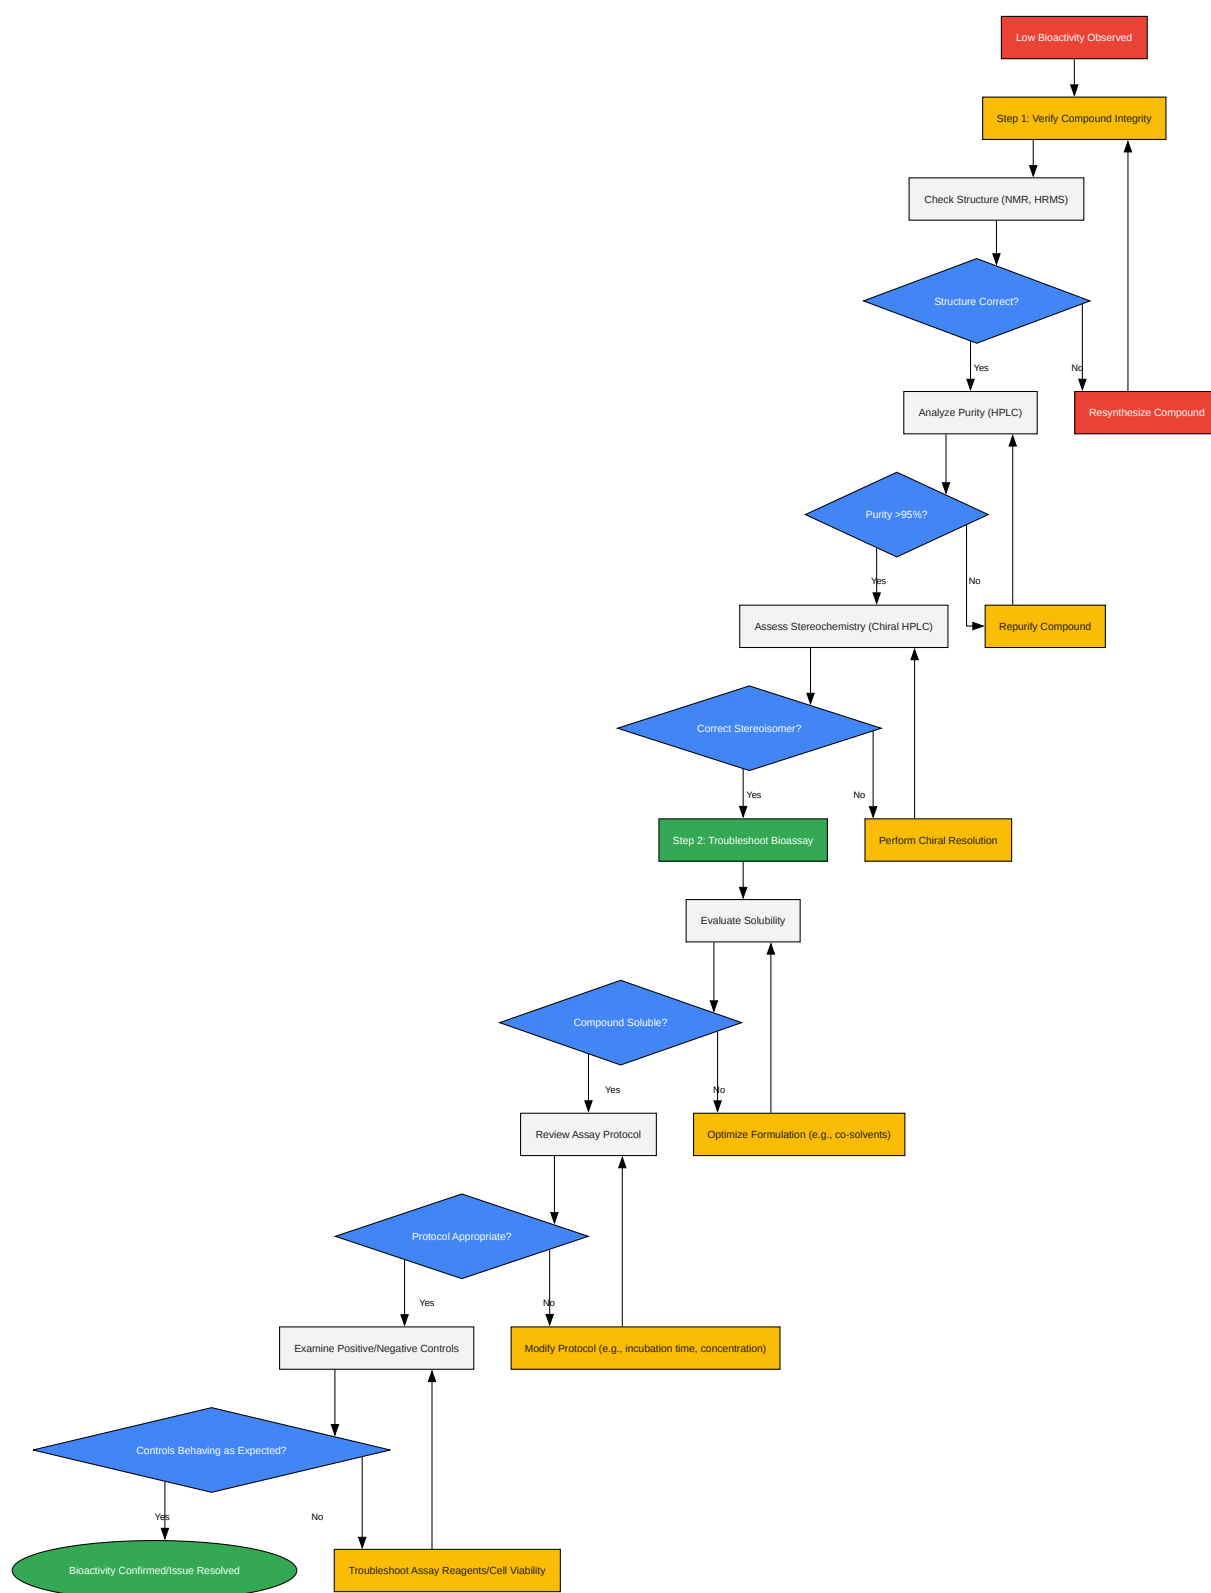 Low Bioactivity Observed
Step 1: Verify Compound Integrity
Check Structure (NMR, HRMS)
Structure Correct?
Yes
No
Analyze Purity (HPLC)
Resynthesize Compound
Purity >95%?
Yes
No
Assess Stereochemistry (Chiral HPLC)
Repurify Compound
Correct Stereoisomer?
Yes
No
Step 2: Troubleshoot Bioassay
Perform Chiral Resolution
Evaluate Solubility
Compound Soluble?
Yes
No
Review Assay Protocol
Optimize Formulation (e.g., co-solvents)
Protocol Appropriate?
Yes
No
Examine Positive/Negative Controls
Modify Protocol (e.g., incubation time, concentration)
Controls Behaving as Expected?
Yes
No
Bioactivity Confirmed/Issue Resolved
Troubleshoot Assay Reagents/Cell Viability